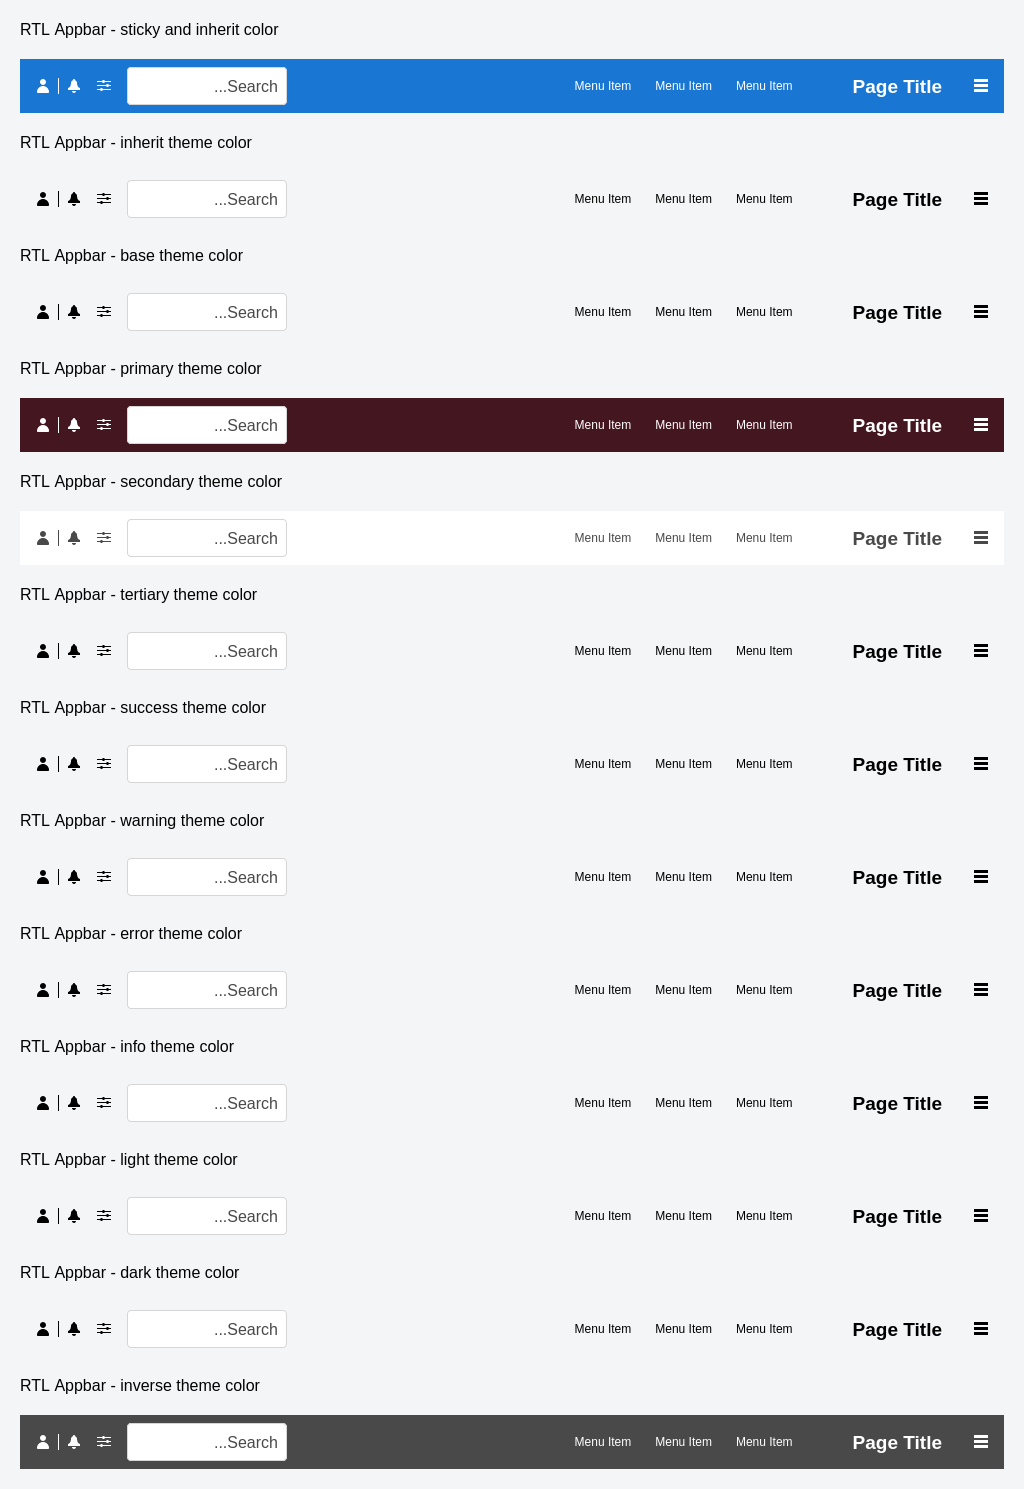 RTL Appbar - sticky and inherit color
...Search Menu Item Menu Item Menu Item Page Title
RTL Appbar - inherit theme color
...Search Menu Item Menu Item Menu Item Page Title
RTL Appbar - base theme color
...Search Menu Item Menu Item Menu Item Page Title
RTL Appbar - primary theme color
...Search Menu Item Menu Item Menu Item Page Title
RTL Appbar - secondary theme color
...Search Menu Item Menu Item Menu Item Page Title
RTL Appbar - tertiary theme color
...Search Menu Item Menu Item Menu Item Page Title
RTL Appbar - success theme color
...Search Menu Item Menu Item Menu Item Page Title
RTL Appbar - warning theme color
...Search Menu Item Menu Item Menu Item Page Title
RTL Appbar - error theme color
...Search Menu Item Menu Item Menu Item Page Title
RTL Appbar - info theme color
...Search Menu Item Menu Item Menu Item Page Title
RTL Appbar - light theme color
...Search Menu Item Menu Item Menu Item Page Title
RTL Appbar - dark theme color
...Search Menu Item Menu Item Menu Item Page Title
RTL Appbar - inverse theme color
...Search Menu Item Menu Item Menu Item Page Title